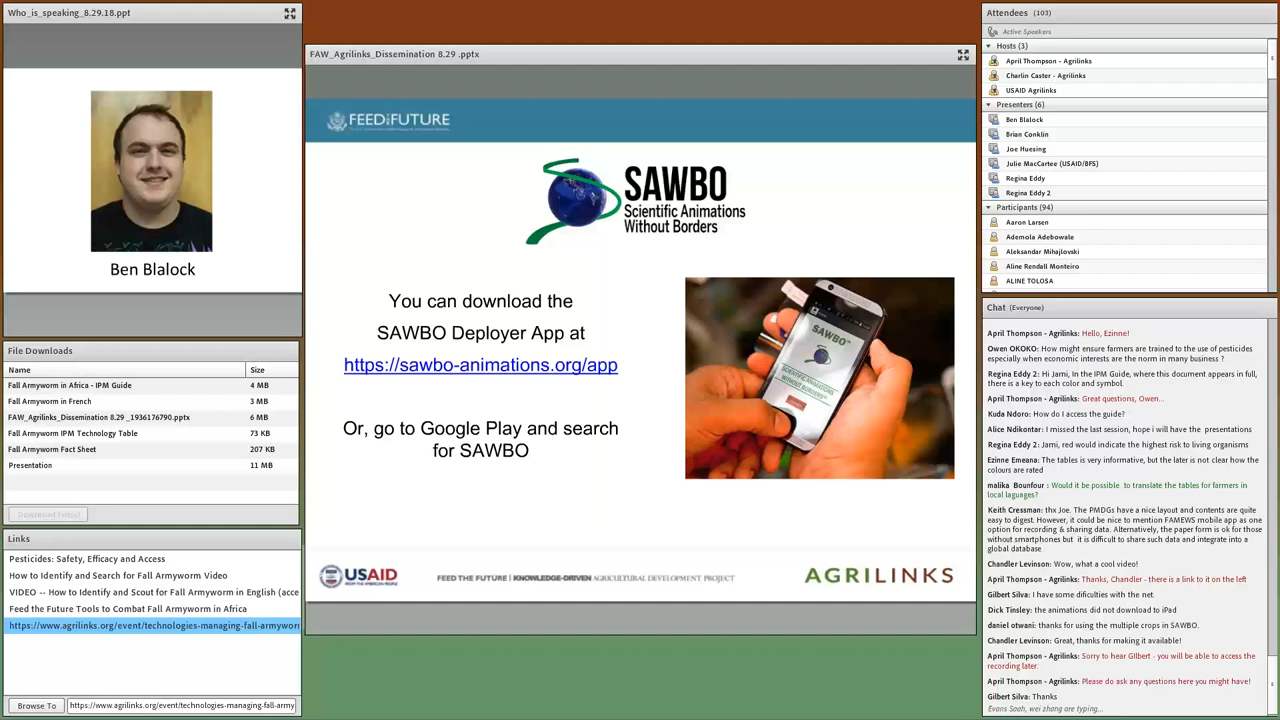 Who_is_speaking_8.29.18.ppt
Ben Blalock
File Downloads
Name Size
Fall Armyworm in Africa - IPM Guide 4 MB
Fall Armyworm in French 3 MB
FAW_Agrilinks_Dissemination 8.29 _1936176790.pptx 6 MB
Fall Armyworm IPM Technology Table 73 KB
Fall Armyworm Fact Sheet 207 KB
Presentation 11 MB
Download File(s)
Links
Pesticides: Safety, Efficacy and Access
How to Identify and Search for Fall Armyworm Video
VIDEO -- How to Identify and Scout for Fall Armyworm in English (acce
Feed the Future Tools to Combat Fall Armyworm in Africa
https://www.agrilinks.org/event/technologies-managing-fall-armyworr
Browse To https://www.agrilinks.org/event/technologies-managing-fall-army
FAW_Agrilinks_Dissemination 8.29 .pptx
FEED THE FUTURE
SAWBO
Scientific Animations
Without Borders
You can download the
SAWBO Deployer App at
https://sawbo-animations.org/app
Or, go to Google Play and search
for SAWBO
SAWBO
USAID
FROM THE AMERICAN PEOPLE
FEED THE FUTURE | KNOWLEDGE-DRIVEN AGRICULTURAL DEVELOPMENT PROJECT
AGRILINKS
Attendees (103)
Active Speakers
Hosts (3)
April Thompson - Agrilinks
Charlin Caster - Agrilinks
USAID Agrilinks
Presenters (6)
Ben Blalock
Brian Conklin
Joe Huesing
Julie MacCartee (USAID/BFS)
Regina Eddy
Regina Eddy 2
Participants (94)
Aaron Larsen
Ademola Adebowale
Aleksandar Mihajlovski
Aline Rendall Monteiro
ALINE TOLOSA
Chat (Everyone)
April Thompson - Agrilinks: Hello, Ezinne!
Owen OKOKO: How might ensure farmers are trained to the use of pesticides
especially when economic interests are the norm in many business ?
Regina Eddy 2: Hi Jami, In the IPM Guide, where this document appears in full,
there is a key to each color and symbol.
April Thompson - Agrilinks: Great questions, Owen...
Kuda Ndoro: How do I access the guide?
Alice Ndikontar: I missed the last session, hope i will have the presentations
Regina Eddy 2: Jami, red would indicate the highest risk to living organisms
Ezinne Emeana: The tables is very informative, but the later is not clear how the
colours are rated
malika Bounfour : Would it be possible to translate the tables for farmers in
local laguages?
Keith Cressman: thx Joe. The PMDGs have a nice layout and contents are quite
easy to digest. However, it could be nice to mention FAMEWS mobile app as one
option for recording & sharing data. Alternatively, the paper form is ok for those
without smartphones but it is difficult to share such data and integrate into a
global database
Chandler Levinson: Wow, what a cool video!
April Thompson - Agrilinks: Thanks, Chandler - there is a link to it on the left
Gilbert Silva: I have some dificulties with the net.
Dick Tinsley: the animations did not download to iPad
daniel otwani: thanks for using the multiple crops in SAWBO.
Chandler Levinson: Great, thanks for making it available!
April Thompson - Agrilinks: Sorry to hear GIlbert - you will be able to access the
recording later.
April Thompson - Agrilinks: Please do ask any questions here you might have!
Gilbert Silva: Thanks
Evans Soah, wei zhang are typing...